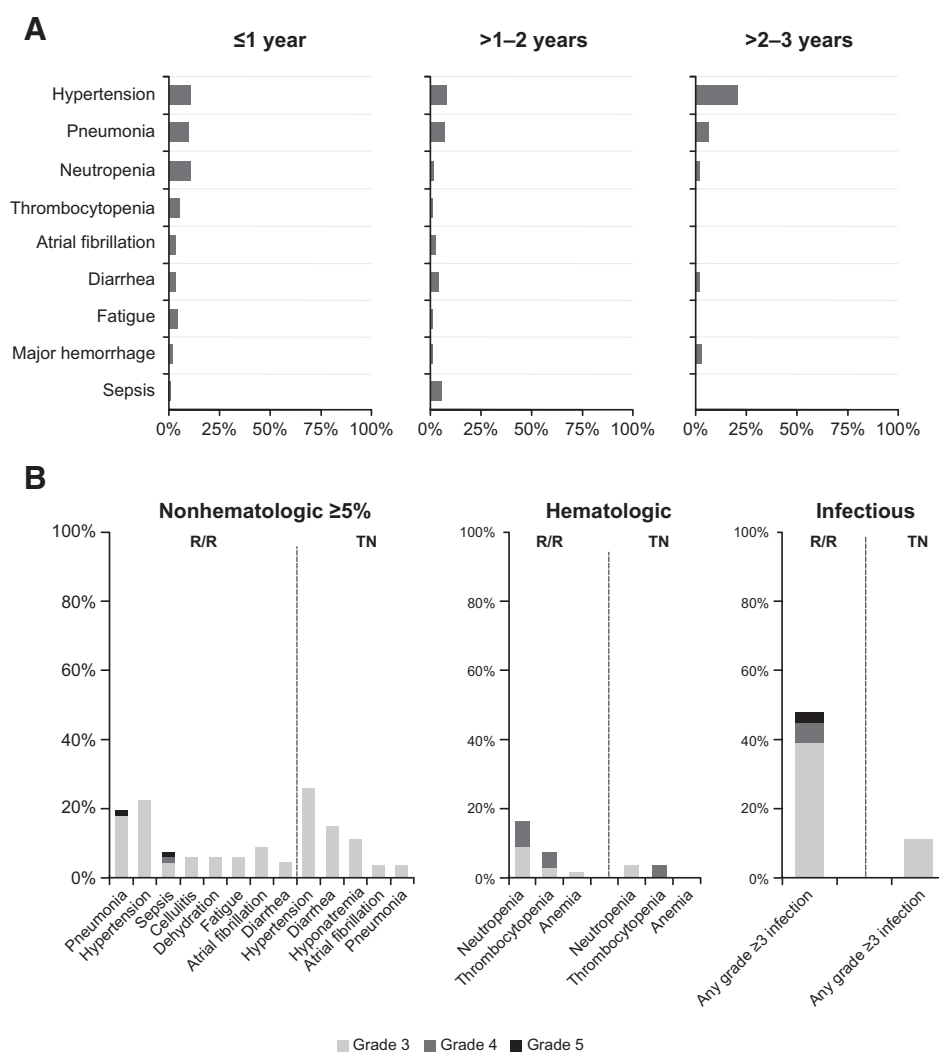 A
≤1 year
>1–2 years
>2–3 years
Hypertension
Pneumonia
Neutropenia
Thrombocytopenia
Atrial fibrillation
Diarrhea
Fatigue
Major hemorrhage
Sepsis
0% 25% 50% 75% 100%
0% 25% 50% 75% 100%
0% 25% 50% 75% 100%
B
Nonhematologic ≥5%
R/R
TN
100%
80%
60%
40%
20%
0%
Pneumonia
Hypertension
Sepsis
Cellulitis
Dehydration
Fatigue
Atrial fibrillation
Diarrhea
Hypertension
Diarrhea
Hyponatremia
Atrial fibrillation
Pneumonia
Hematologic
R/R
TN
100%
80%
60%
40%
20%
0%
Neutropenia
Thrombocytopenia
Anemia
Neutropenia
Thrombocytopenia
Anemia
Infectious
R/R
TN
100%
80%
60%
40%
20%
0%
Any grade ≥3 infection
Any grade ≥3 infection
Grade 3 Grade 4 Grade 5